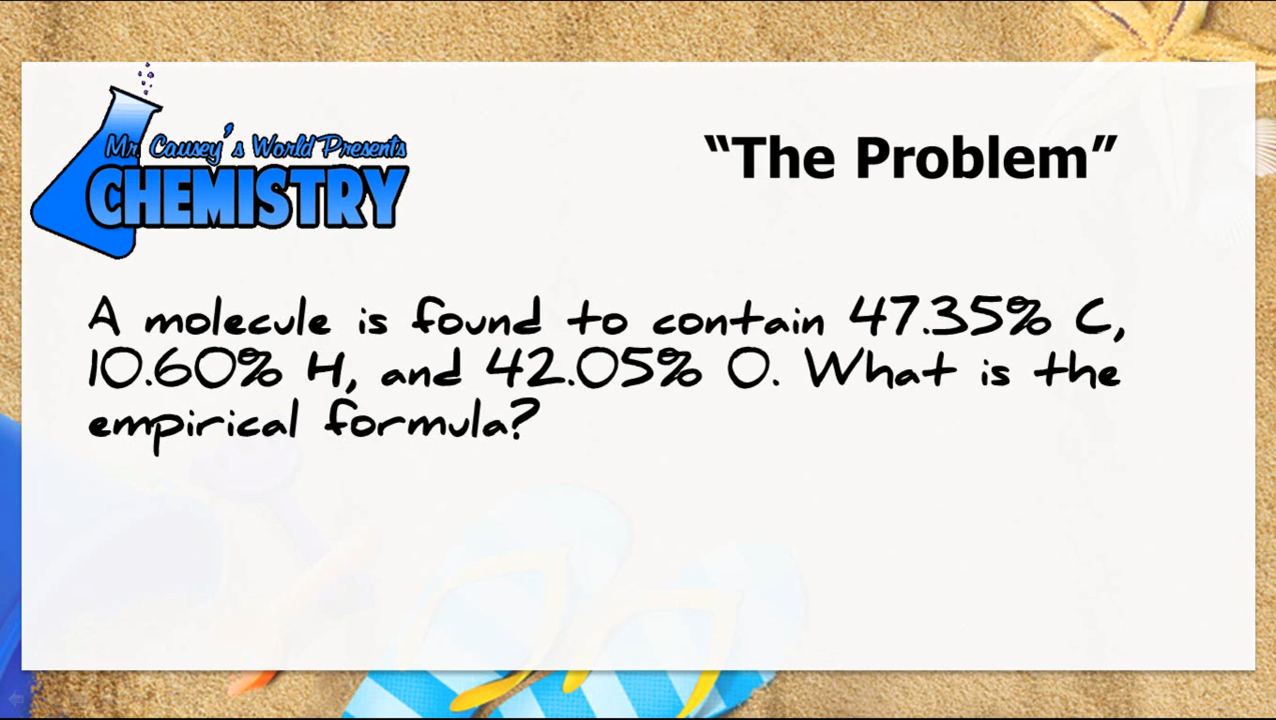 Mr. Causey's World Presents
CHEMISTRY
“The Problem”
A molecule is found to contain 47.35% C,
10.60% H, and 42.05% O. What is the
empirical formula?